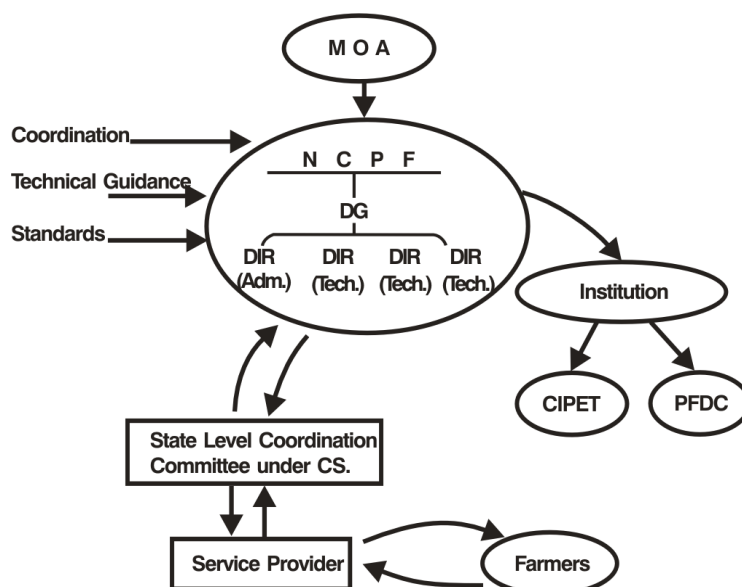 M O A
Coordination
Technical Guidance
Standards
N C P F
DG
DIR
(Adm.)
DIR
(Tech.)
DIR
(Tech.)
DIR
(Tech.)
Institution
CIPET
PFDC
State Level Coordination
Committee under CS.
Service Provider
Farmers